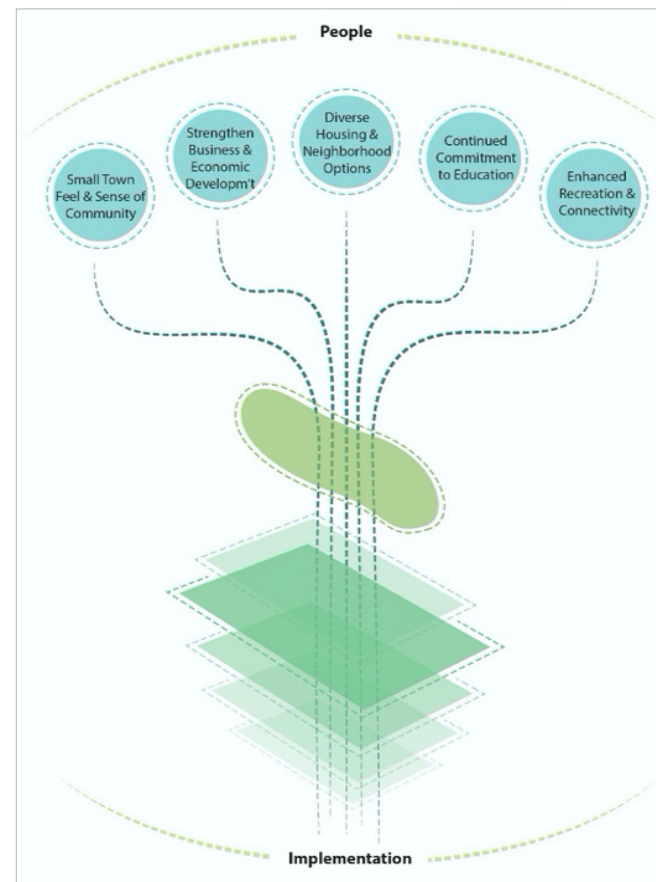 People
Small Town
Feel & Sense of
Community
Strengthen
Business &
Economic
Developm't
Diverse
Housing &
Neighborhood
Options
Continued
Commitment
to Education
Enhanced
Recreation &
Connectivity
Implementation